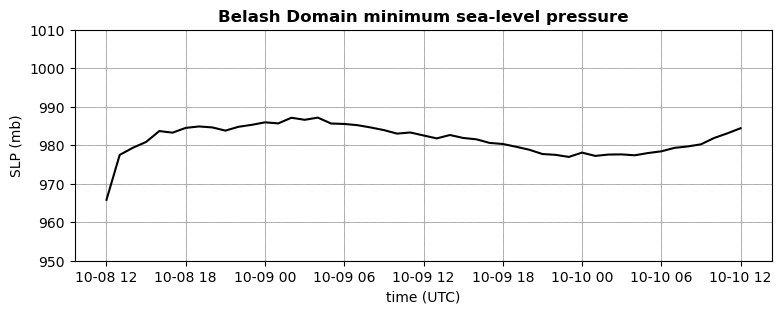 Belash Domain minimum sea-level pressure
1010
1000
990
980
970
960
950
SLP (mb)
10-08 12 10-08 18 10-09 00 10-09 06 10-09 12 10-09 18 10-10 00 10-10 06 10-10 12
time (UTC)